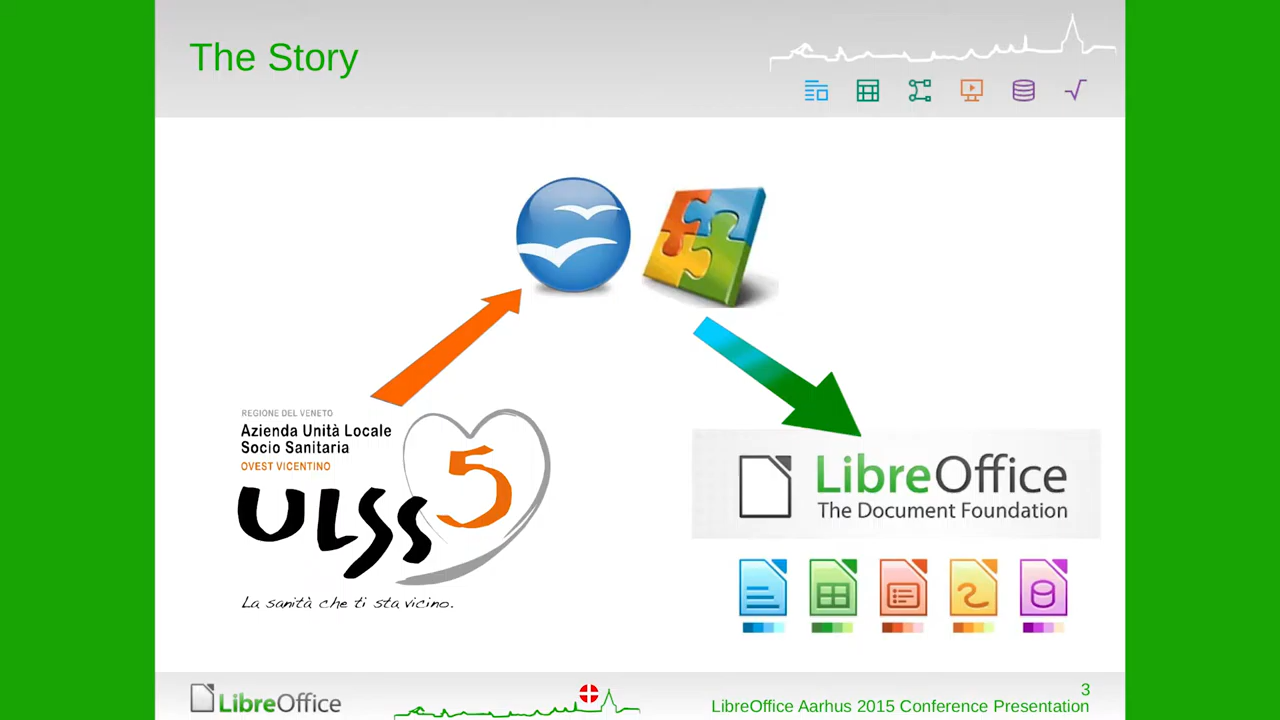 The Story
REGIONE DEL VENETO
Azienda Unità Locale
Socio Sanitaria
OVEST VICENTINO
ULSS 5
La sanità che ti sta vicino.
LibreOffice
The Document Foundation
LibreOffice
3
LibreOffice Aarhus 2015 Conference Presentation